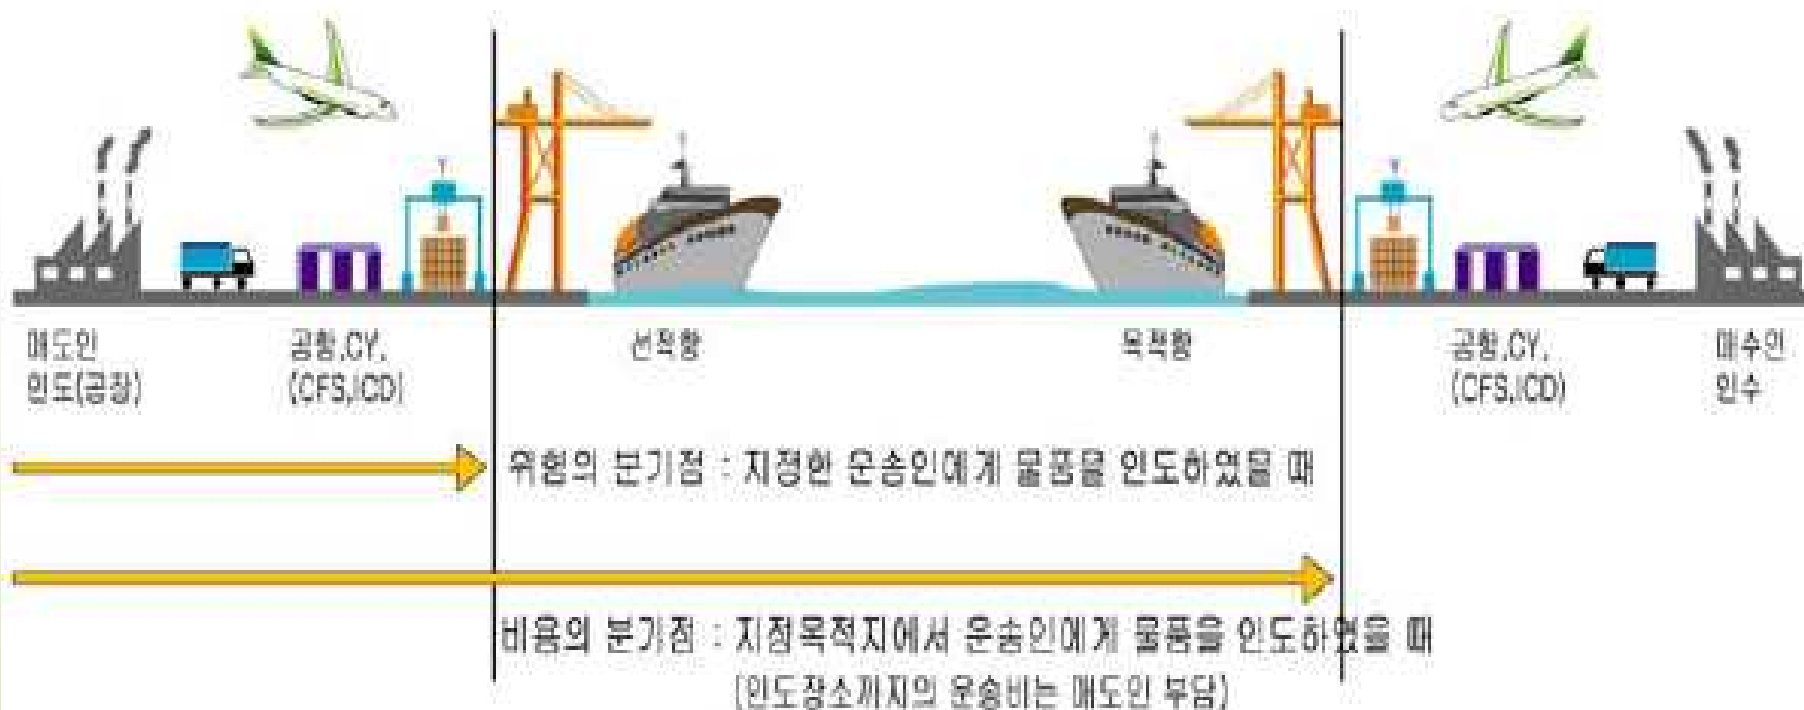 매도인
인도(공장)
공항,CY,
(CFS,ICD)
선적항
목적항
공항,CY,
(CFS,ICD)
매수인
인수
위험의 분기점 : 지정한 운송인에게 물품을 인도하였을 때
비용의 분기점 : 지정목적지에서 운송인에게 물품을 인도하였을 때
(인도장소까지의 운송비는 매도인 부담)